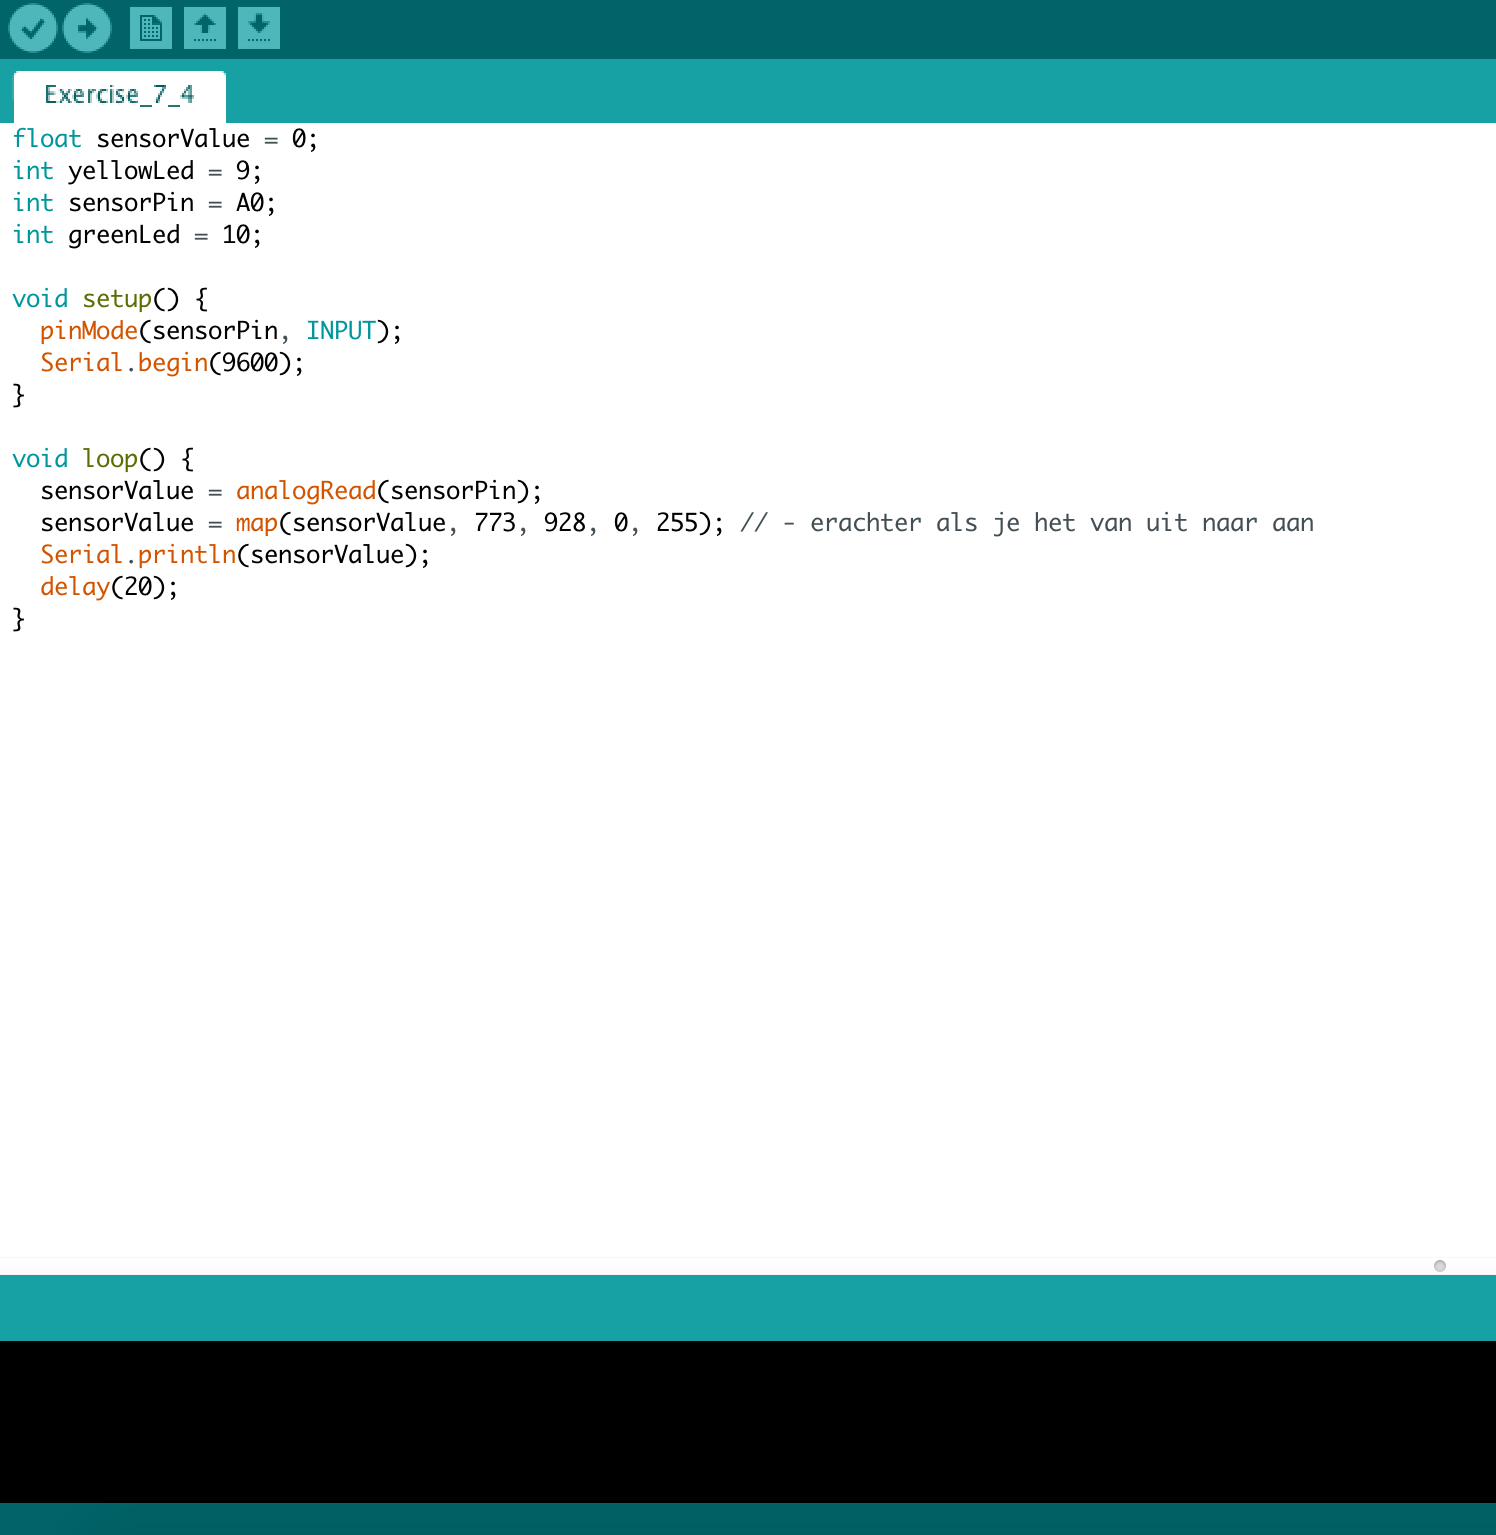 Exercise_7_4
float sensorValue = 0;
int yellowLed = 9;
int sensorPin = A0;
int greenLed = 10;
void setup() {
  pinMode(sensorPin, INPUT);
  Serial.begin(9600);
}
void loop() {
  sensorValue = analogRead(sensorPin);
  sensorValue = map(sensorValue, 773, 928, 0, 255); // - erachter als je het van uit naar aan
  Serial.println(sensorValue);
  delay(20);
}